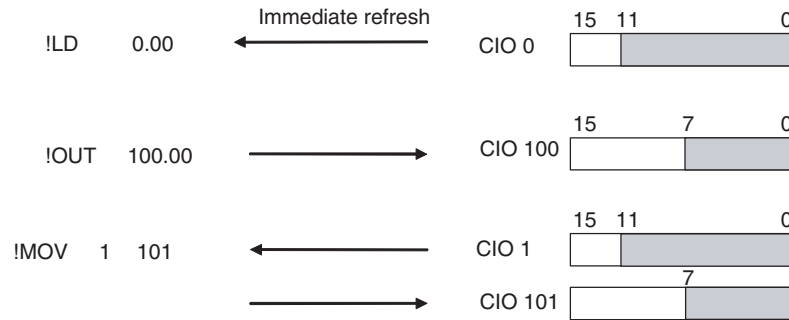 Immediate refresh
15 11 0
!LD 0.00 CIO 0
15 7 0
!OUT 100.00 CIO 100
15 11 0
!MOV 1 101 CIO 1
7
CIO 101